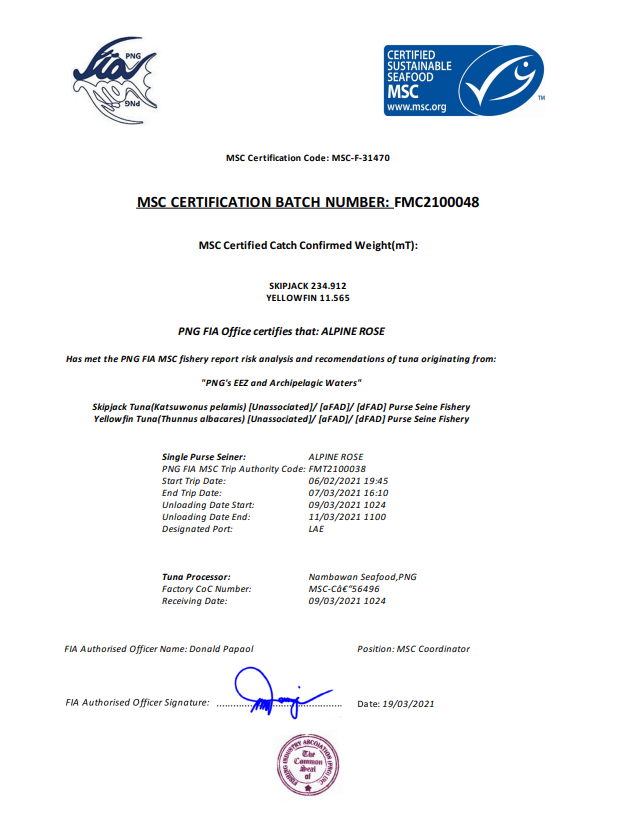 PNG
fia
PNG
CERTIFIED
SUSTAINABLE
SEAFOOD
MSC
www.msc.org
TM
MSC Certification Code: MSC-F-31470
MSC CERTIFICATION BATCH NUMBER: FMC2100048
MSC Certified Catch Confirmed Weight(mT):
SKIPJACK 234.912
YELLOWFIN 11.565
PNG FIA Office certifies that: ALPINE ROSE
Has met the PNG FIA MSC fishery report risk analysis and recomendations of tuna originating from:
"PNG's EEZ and Archipelagic Waters"
Skipjack Tuna(Katsuwonus pelamis) [Unassociated]/ [aFAD]/ [dFAD] Purse Seine Fishery
Yellowfin Tuna(Thunnus albacares) [Unassociated]/ [aFAD]/ [dFAD] Purse Seine Fishery
Single Purse Seiner: ALPINE ROSE
PNG FIA MSC Trip Authority Code: FMT2100038
Start Trip Date: 06/02/2021 19:45
End Trip Date: 07/03/2021 16:10
Unloading Date Start: 09/03/2021 1024
Unloading Date End: 11/03/2021 1100
Designated Port: LAE
Tuna Processor: Nambawan Seafood,PNG
Factory CoC Number: MSC-Câ€“56496
Receiving Date: 09/03/2021 1024
FIA Authorised Officer Name: Donald Papaol Position: MSC Coordinator
FIA Authorised Officer Signature: Date: 19/03/2021
FISHING INDUSTRY ASCOIATION (PNG) INC
The
Common
Seal
of